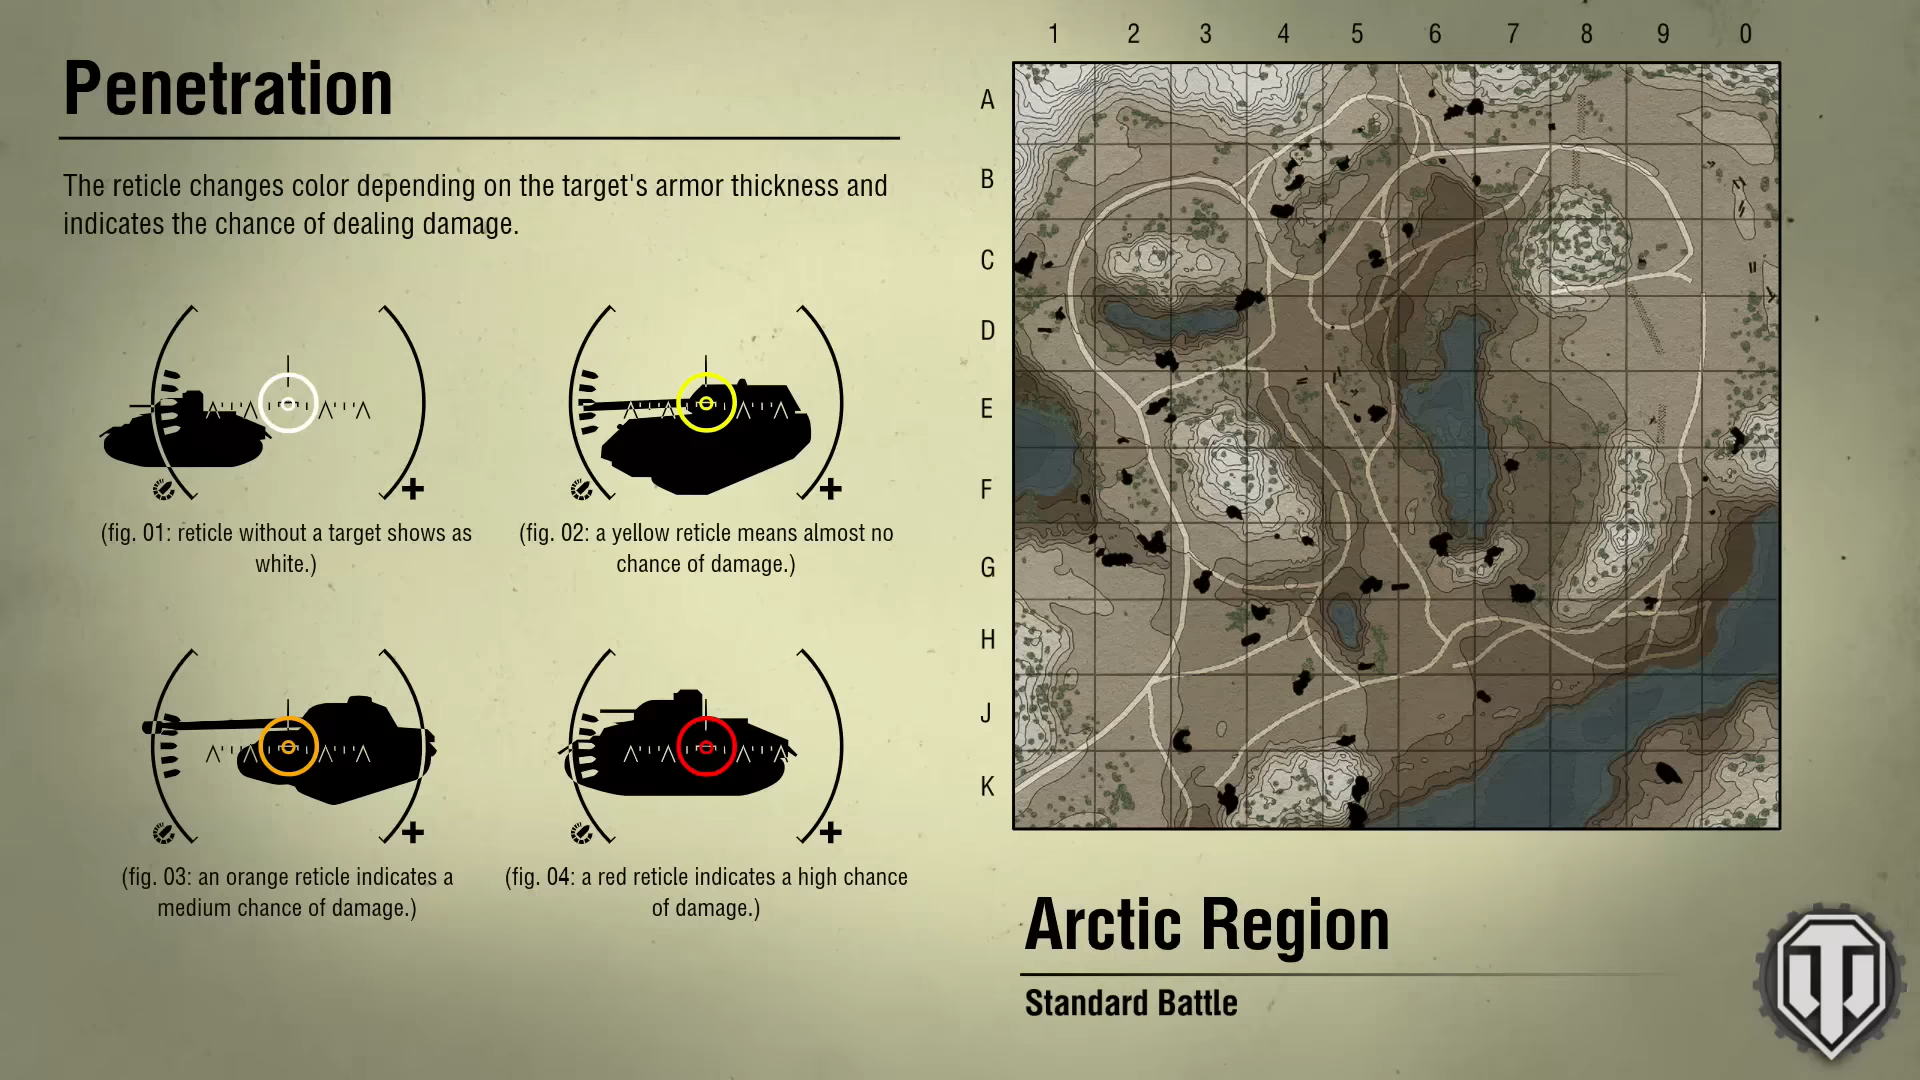 Penetration
The reticle changes color depending on the target's armor thickness and
indicates the chance of dealing damage.
(fig. 01: reticle without a target shows as
white.)
(fig. 02: a yellow reticle means almost no
chance of damage.)
(fig. 03: an orange reticle indicates a
medium chance of damage.)
(fig. 04: a red reticle indicates a high chance
of damage.)
1 2 3 4 5 6 7 8 9 0
A
B
C
D
E
F
G
H
J
K
Arctic Region
Standard Battle